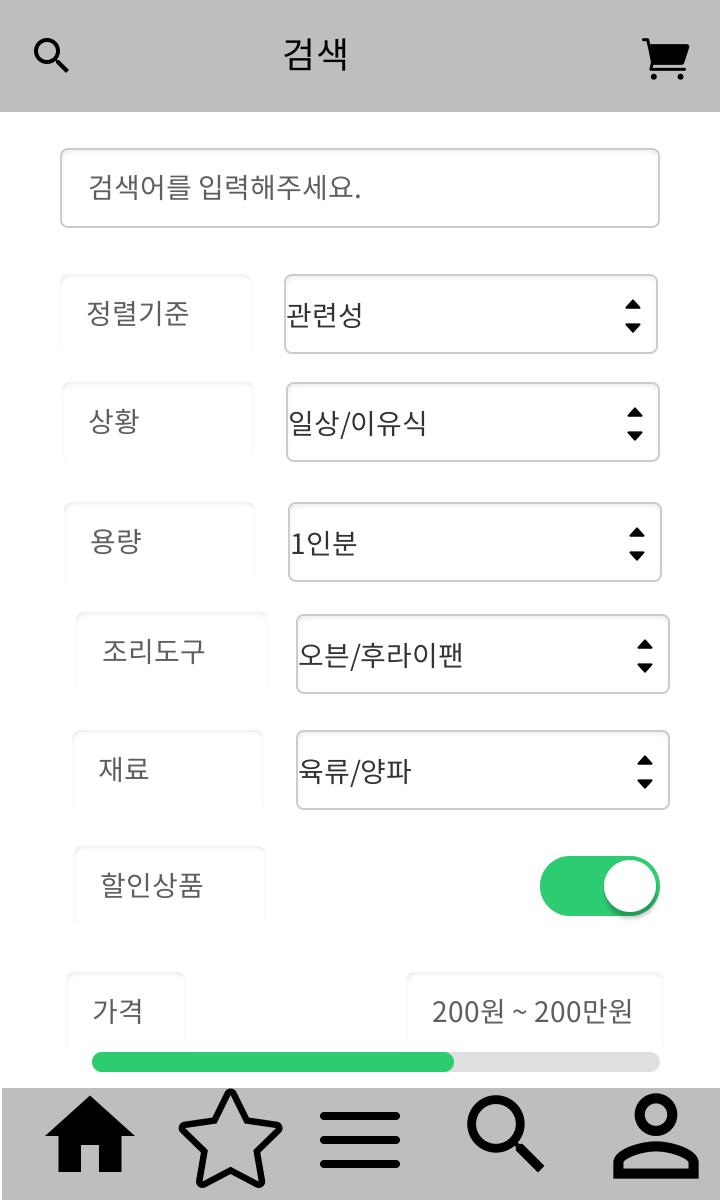 검색
검색어를 입력해주세요.
정렬기준 관련성
상황 일상/이유식
용량 1인분
조리도구 오븐/후라이팬
재료 육류/양파
할인상품
가격 200원 ~ 200만원